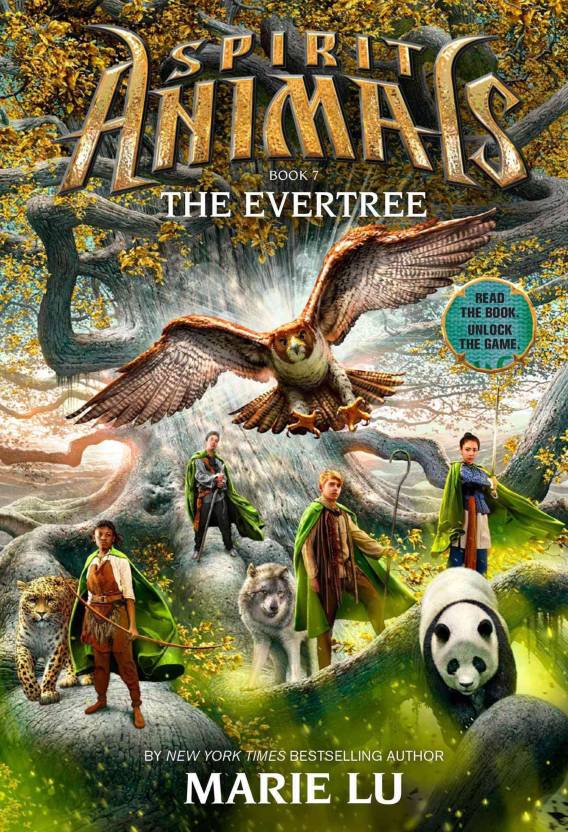 SPIRIT
ANIMALS
BOOK 7
THE EVERTREE
READ
THE BOOK.
UNLOCK
THE GAME.
BY NEW YORK TIMES BESTSELLING AUTHOR
MARIE LU